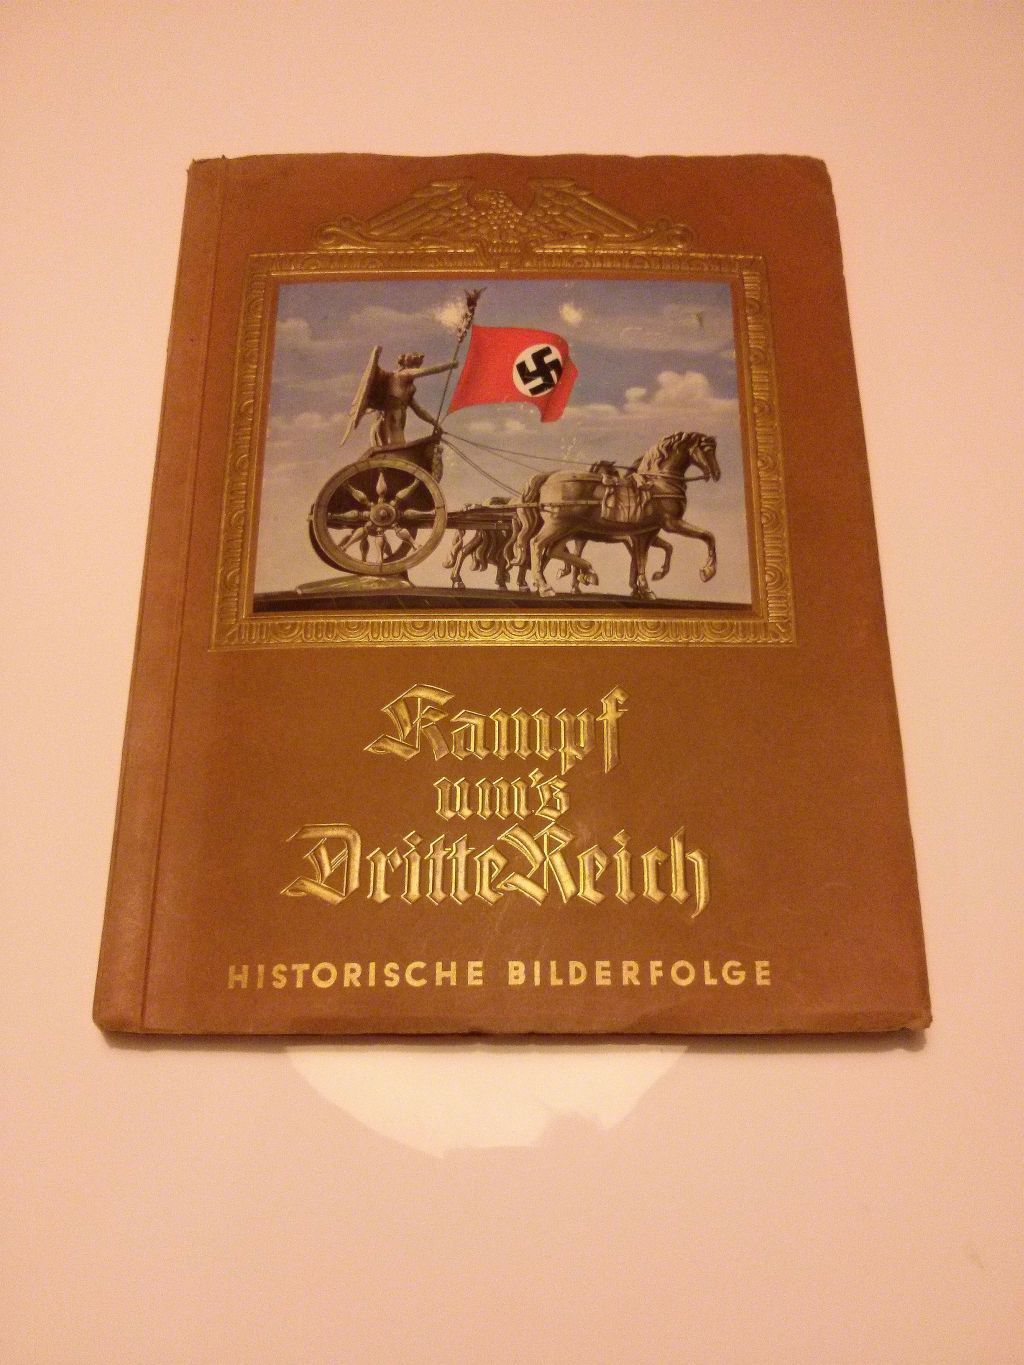 Kampf
um's
Dritte Reich
HISTORISCHE BILDERFOLGE